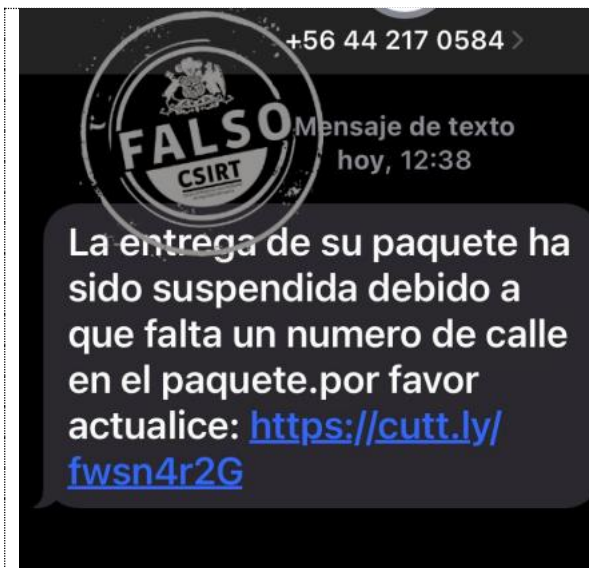 +56 44 217 0584 >
FALSO
CSIRT
Mensaje de texto
hoy, 12:38
La entrega de su paquete ha
sido suspendida debido a
que falta un numero de calle
en el paquete.por favor
actualice: https://cutt.ly/
fwsn4r2G